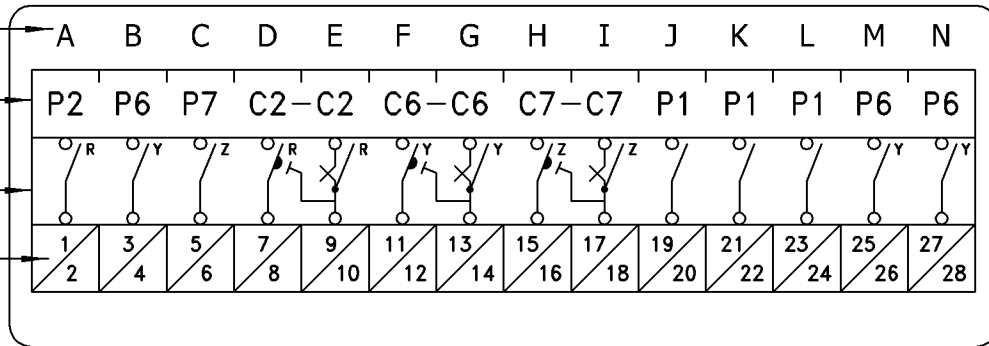 A B C D E F G H I J K L M N
P2 P6 P7 C2-C2 C6-C6 C7-C7 P1 P1 P1 P6 P6
R Y Z R R Y Y Z Z Y Y
1 3 5 7 9 11 13 15 17 19 21 23 25 27
2 4 6 8 10 12 14 16 18 20 22 24 26 28